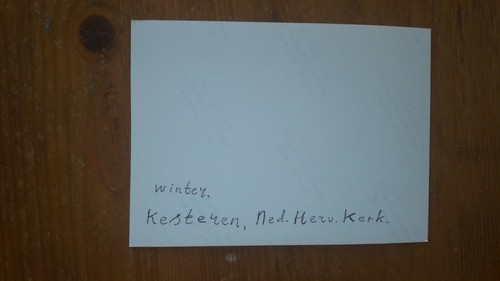 winter.
Kesteren, Ned. Herv. Kerk.